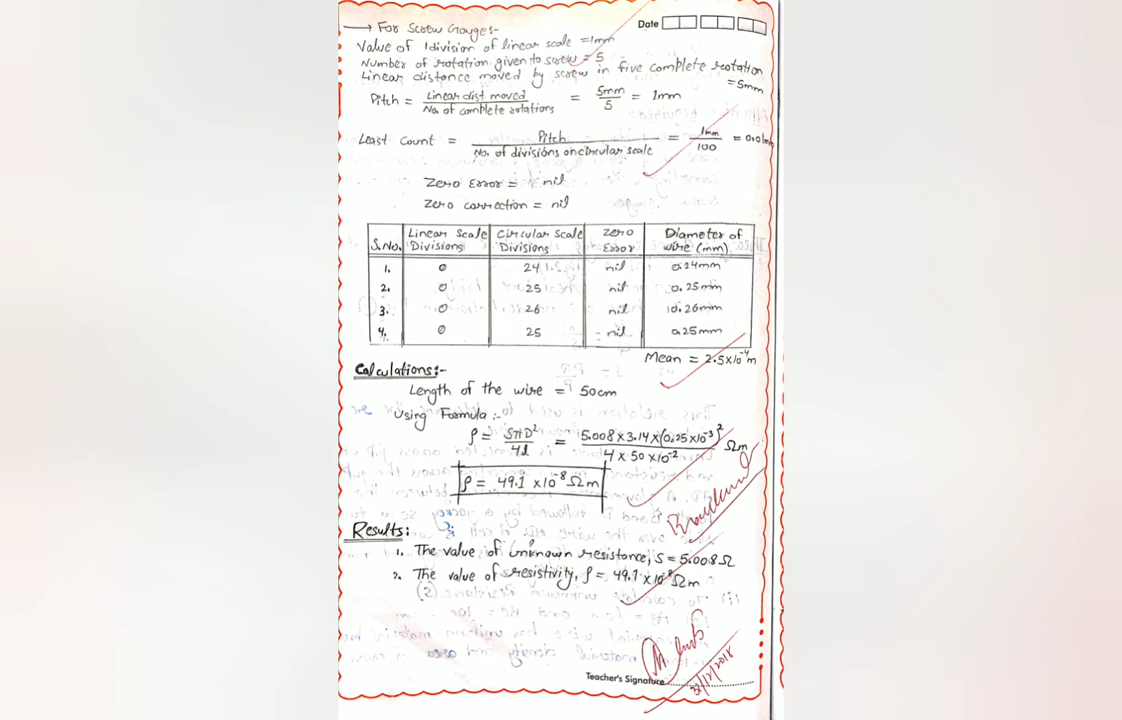 Date
→ For Screw Gauge:-
Value of 1 division of linear scale = 1mm
Number of rotation given to screw = 5
Linear distance moved by screw in five complete rotation
= 5mm
Pitch = Linear dist moved / No. of complete rotations = 5mm / 5 = 1mm
Least Count = Pitch / No. of divisions on circular scale = 1mm / 100 = 0.01mm
Zero Error = nil
Zero correction = nil
S.No. Linear Scale Divisions Circular Scale Divisions Zero Error Diameter of wire (mm)
1. 0 24 nil 0.24mm
2. 0 25 nil 0.25mm
3. 0 26 nil 0.26mm
4. 0 25 nil 0.25mm
Mean = 2.5×10⁻⁴m
Calculations:-
Length of the wire = 50cm
Using Formula:-
ρ = SπD² / 4l = 5.008 × 3.14 × (0.25 × 10⁻³)² / 4 × 50 × 10⁻² Ωm
ρ = 49.1 × 10⁻⁸ Ωm
Results:
1. The value of unknown resistance, S = 5.008Ω
2. The value of resistivity, ρ = 49.1 × 10⁻⁸ Ωm
Teacher's Signature